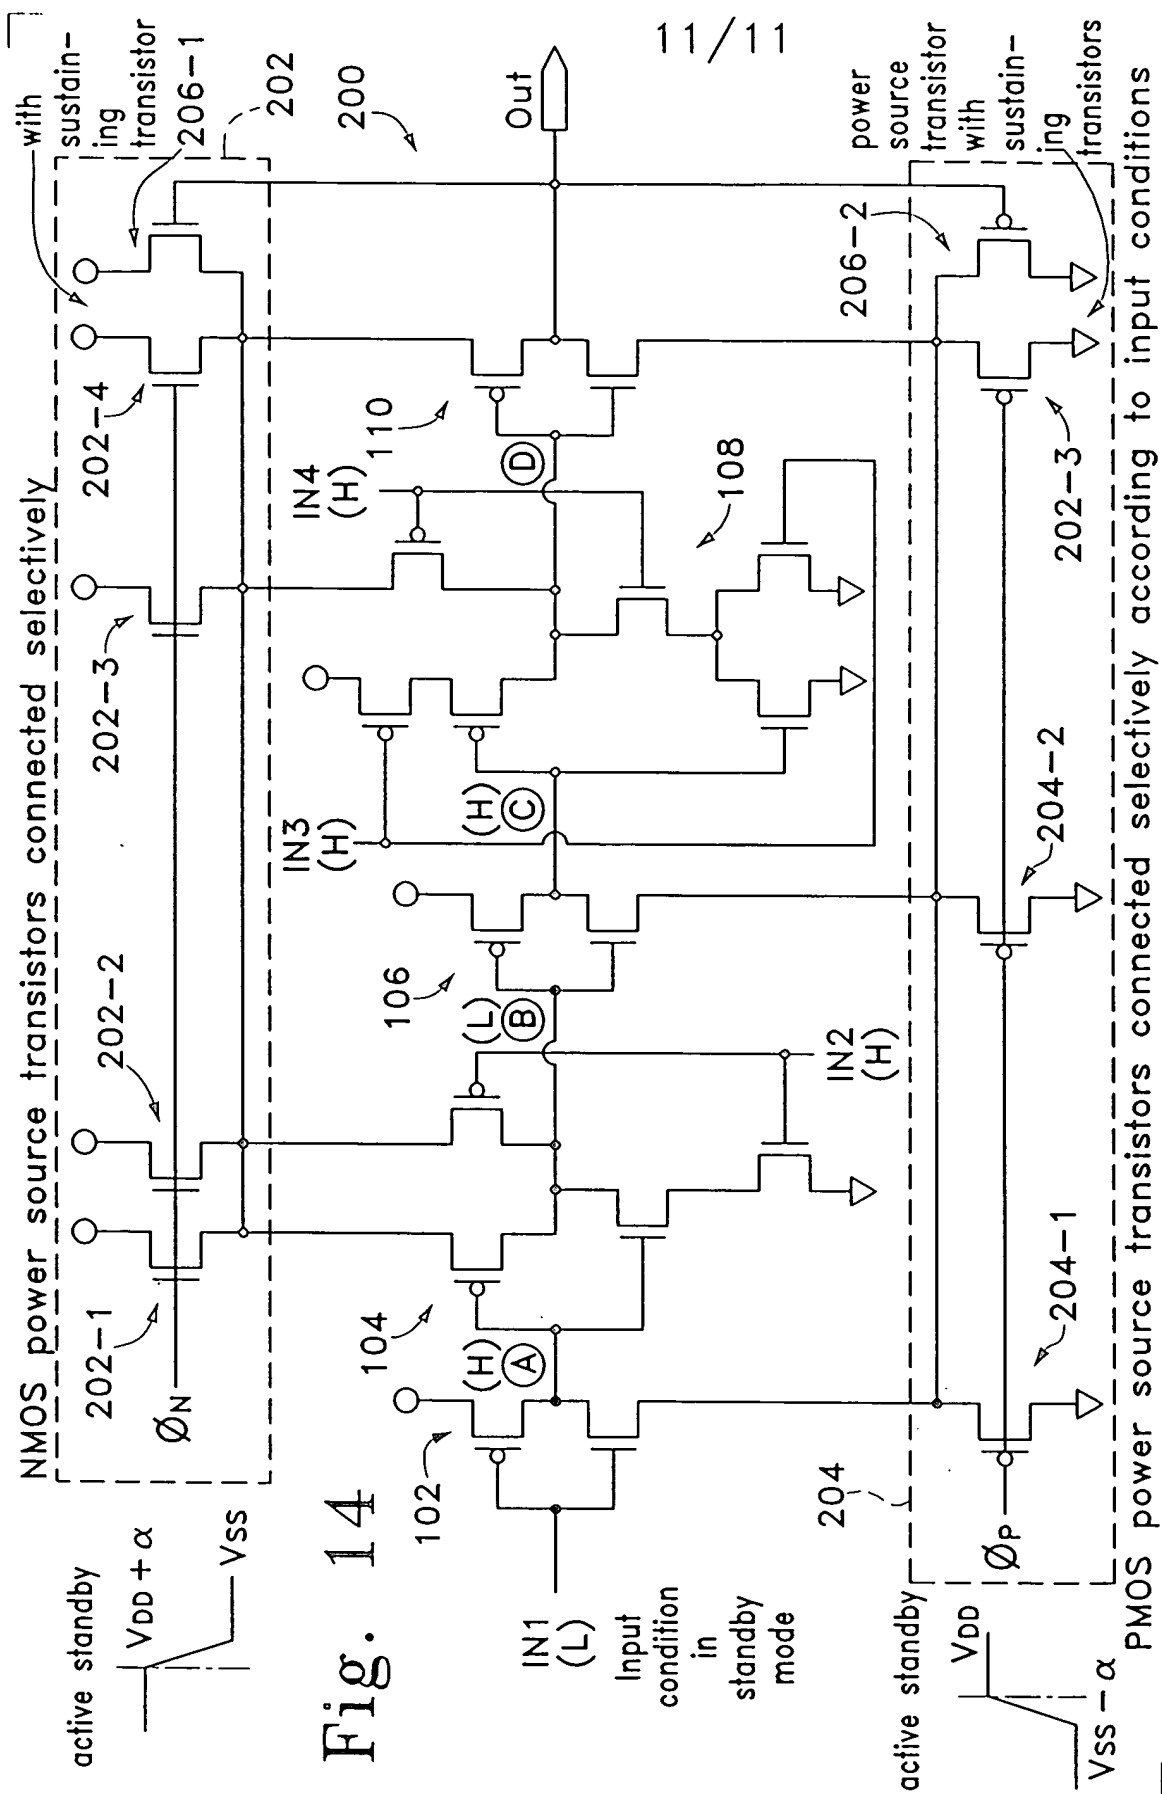 11/11
NMOS power source transistors connected selectively
with
sustain-
ing
transistor
206-1
202
200
Out
202-1
202-2
202-3
202-4
ØN
active standby
VDD + α
VSS
Fig. 14
102
104
106
108
110
(H)
A
(L)
B
(H)
C
D
IN1
(L)
IN2
(H)
IN3
(H)
IN4
(H)
Input
condition
in
standby
mode
204
ØP
204-1
204-2
202-3
206-2
power
source
transistor
with
sustain-
ing
transistors
active standby
VDD
VSS - α
PMOS power source transistors connected selectively according to input conditions